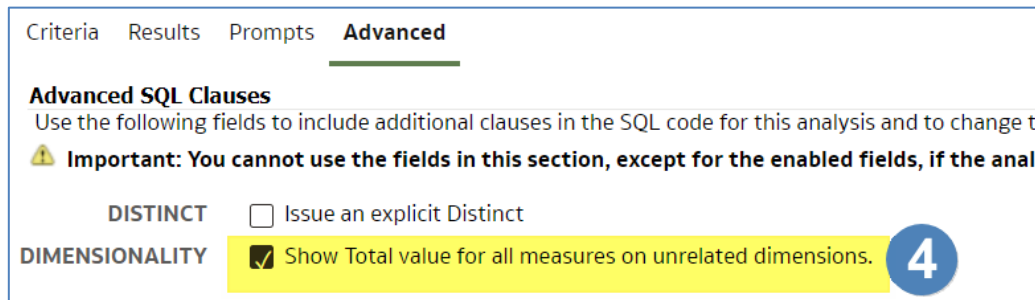 Criteria Results Prompts Advanced
Advanced SQL Clauses
Use the following fields to include additional clauses in the SQL code for this analysis and to change t
Important: You cannot use the fields in this section, except for the enabled fields, if the anal
DISTINCT Issue an explicit Distinct
DIMENSIONALITY Show Total value for all measures on unrelated dimensions. 4